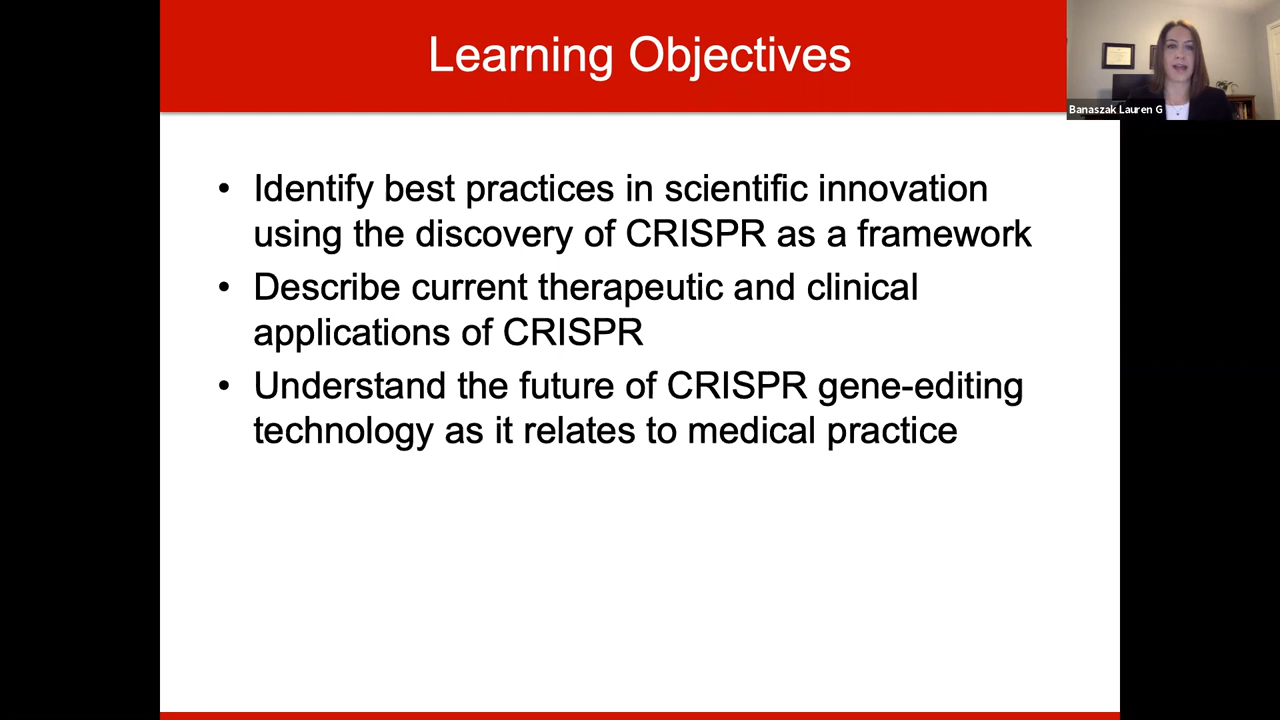 Learning Objectives
Banaszak Lauren G
• Identify best practices in scientific innovation
using the discovery of CRISPR as a framework
• Describe current therapeutic and clinical
applications of CRISPR
• Understand the future of CRISPR gene-editing
technology as it relates to medical practice